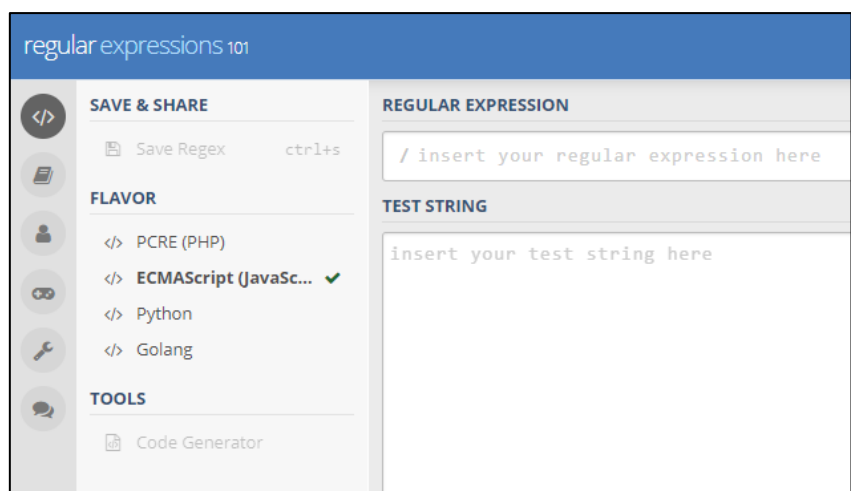 regular expressions 101
SAVE & SHARE
Save Regex ctrl+s
FLAVOR
</> PCRE (PHP)
</> ECMAScript (JavaSc...
</> Python
</> Golang
TOOLS
Code Generator
REGULAR EXPRESSION
/ insert your regular expression here
TEST STRING
insert your test string here